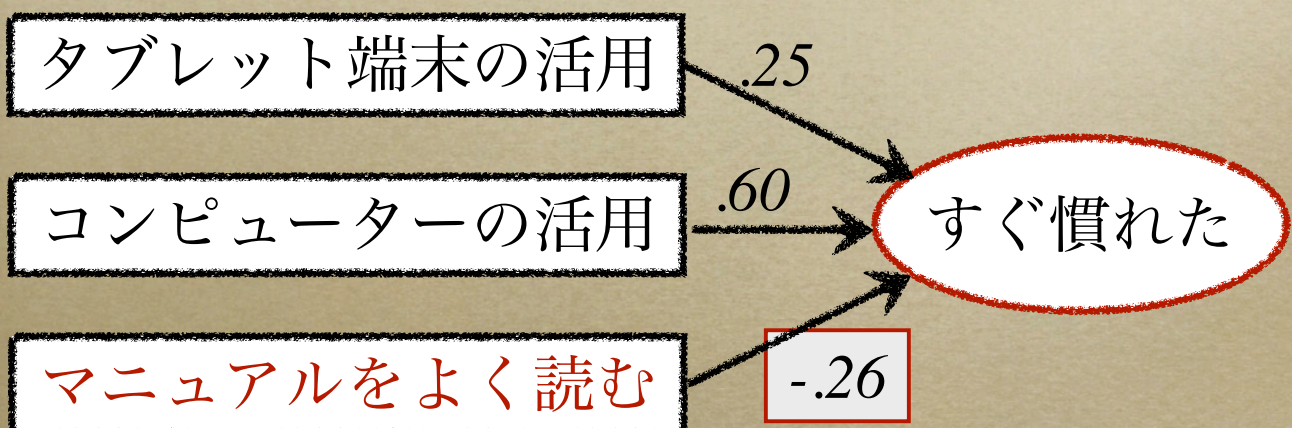 タブレット端末の活用
.25
コンピューターの活用
.60
すぐ慣れた
マニュアルをよく読む
-.26